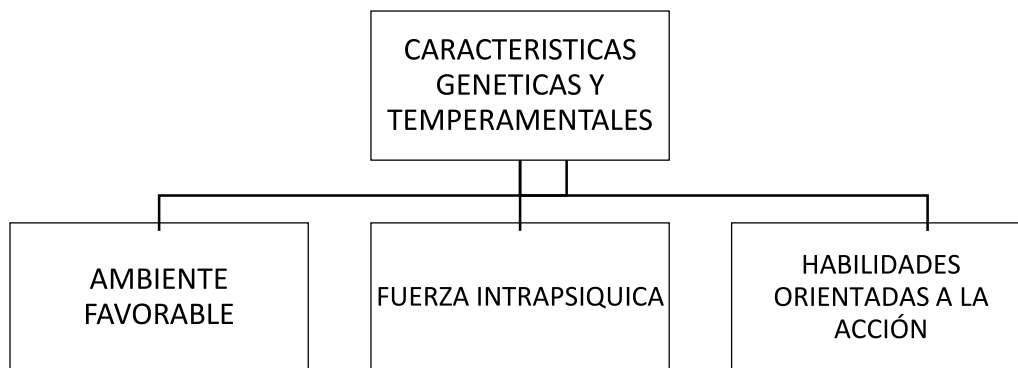 CARACTERISTICAS
GENETICAS Y
TEMPERAMENTALES
AMBIENTE
FAVORABLE
FUERZA INTRAPSIQUICA
HABILIDADES
ORIENTADAS A LA
ACCIÓN